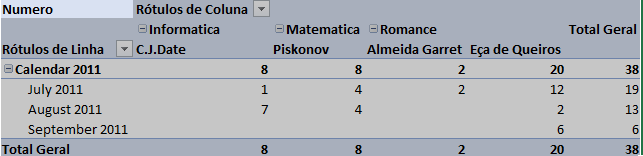 Numero Rótulos de Coluna
Informatica Matematica Romance Total Geral
Rótulos de Linha C.J.Date Piskonov Almeida Garret Eça de Queiros
Calendar 2011 8 8 2 20 38
July 2011 1 4 2 12 19
August 2011 7 4 2 13
September 2011 6 6
Total Geral 8 8 2 20 38